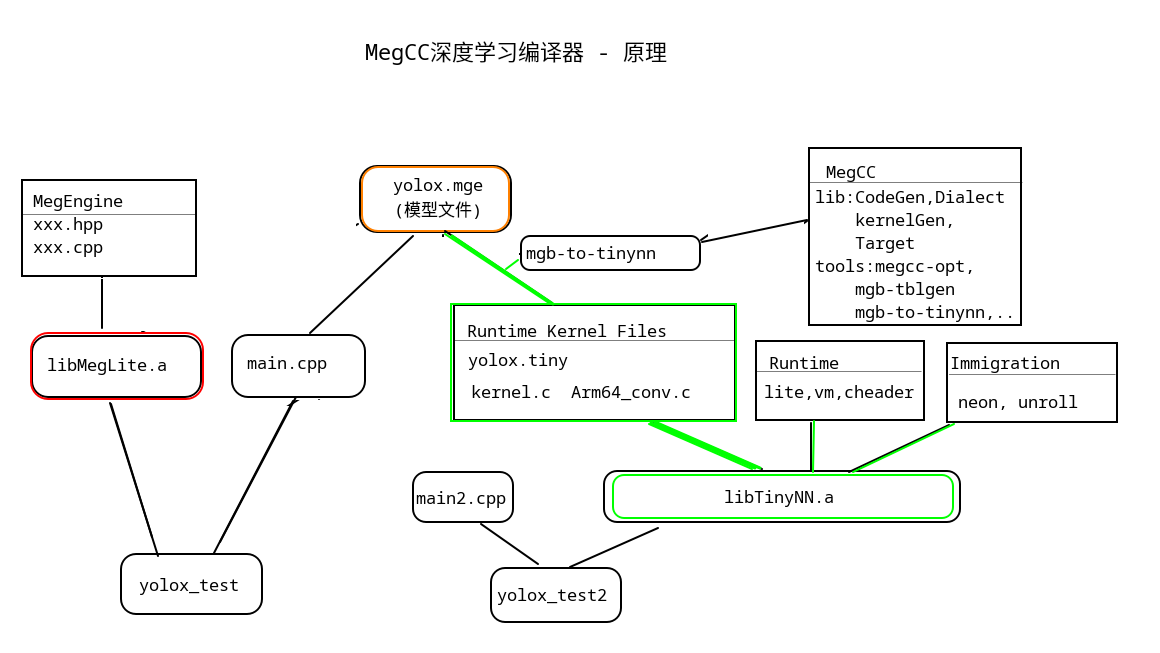 MegCC深度学习编译器 - 原理
MegEngine
xxx.hpp
xxx.cpp
yolox.mge
(模型文件)
mgb-to-tinynn
MegCC
lib:CodeGen,Dialect
kernelGen,
Target
tools:megcc-opt,
mgb-tblgen
mgb-to-tinynn,..
libMegLite.a
main.cpp
Runtime Kernel Files
yolox.tiny
kernel.c  Arm64_conv.c
Runtime
lite,vm,cheader
Immigration
neon, unroll
main2.cpp
libTinyNN.a
yolox_test
yolox_test2